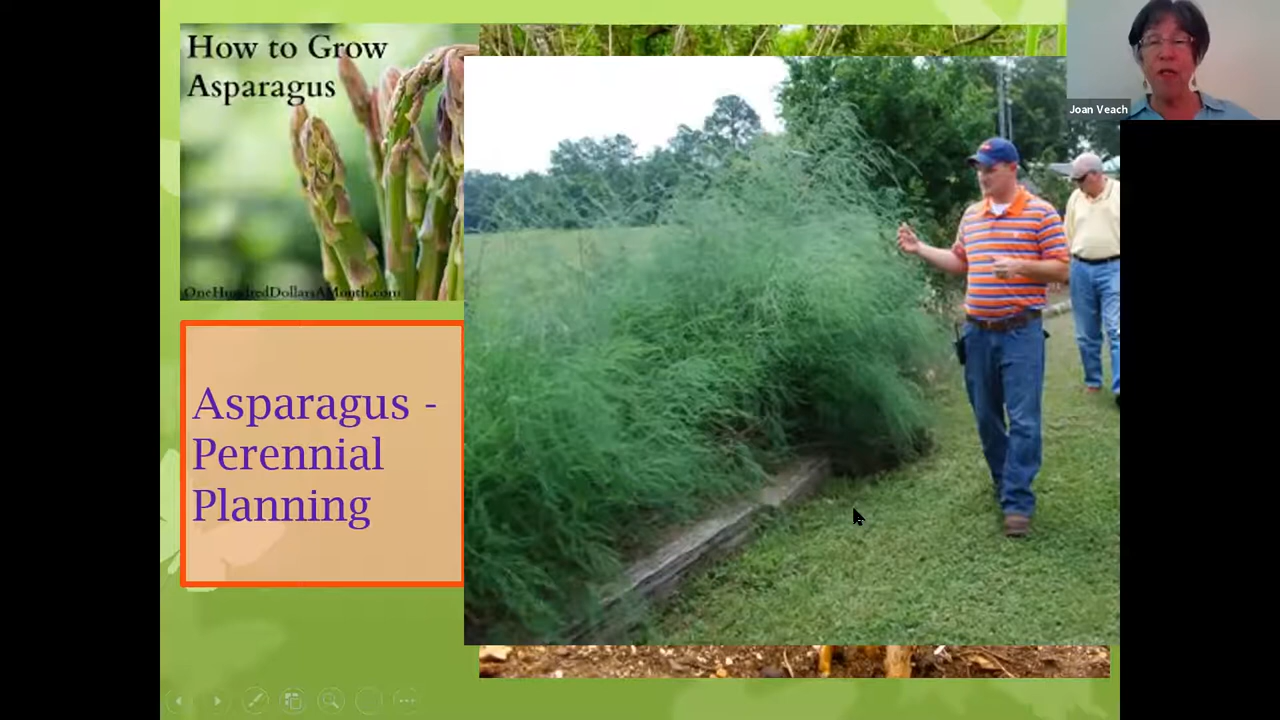 How to Grow
Asparagus
OneHundredDollarsAMonth.com
Asparagus -
Perennial
Planning
Joan Veach